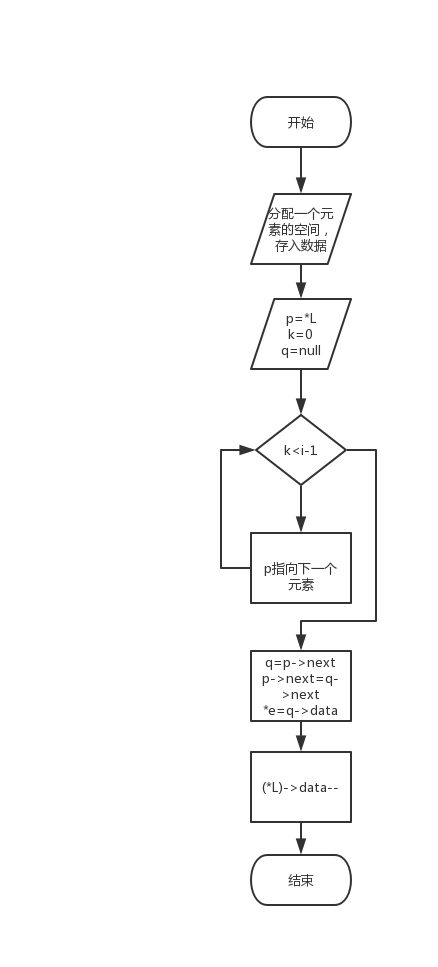 开始
分配一个元
素的空间，
存入数据
p=*L
k=0
q=null
k<i-1
p指向下一个
元素
q=p->next
p->next=q-
>next
*e=q->data
(*L)->data--
结束